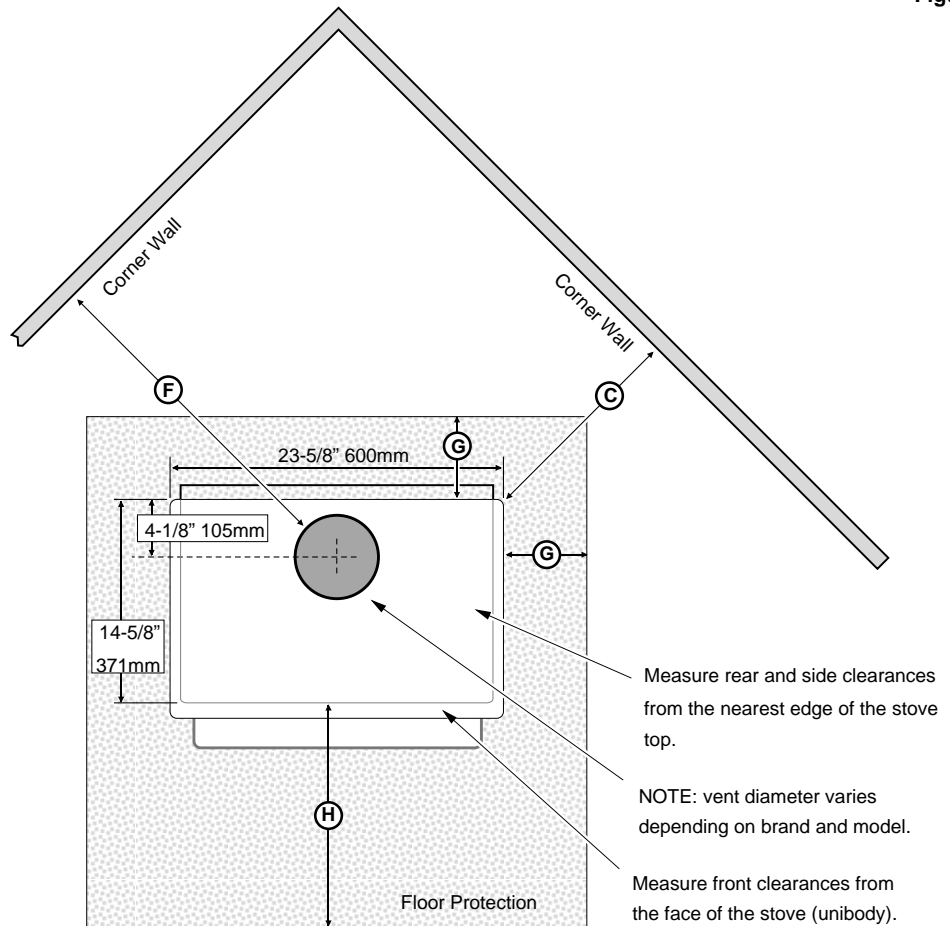 Figu
Corner Wall
Corner Wall
F
C
G
23-5/8” 600mm
4-1/8” 105mm
G
14-5/8”
371mm
Measure rear and side clearances
from the nearest edge of the stove
top.
H
NOTE: vent diameter varies
depending on brand and model.
Measure front clearances from
the face of the stove (unibody).
Floor Protection